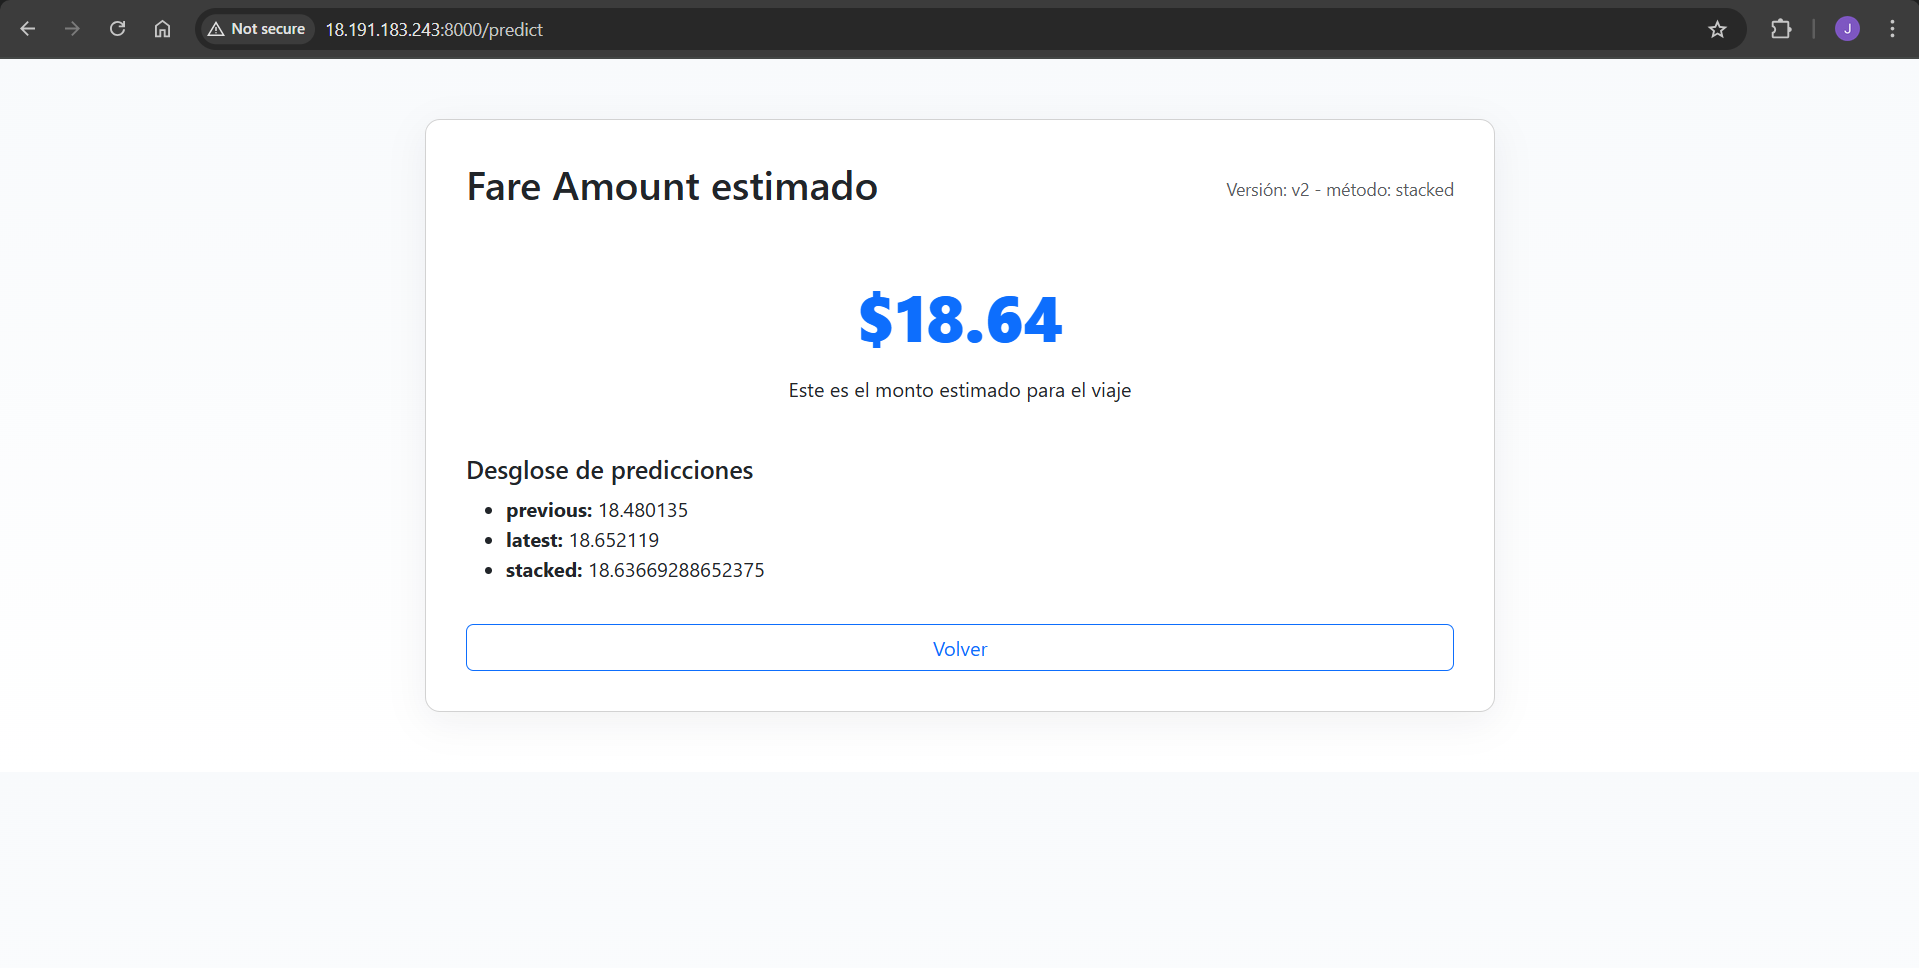 Not secure
18.191.183.243:8000/predict
J
Fare Amount estimado
Versión: v2 - método: stacked
$18.64
Este es el monto estimado para el viaje
Desglose de predicciones
previous: 18.480135
latest: 18.652119
stacked: 18.63669288652375
Volver